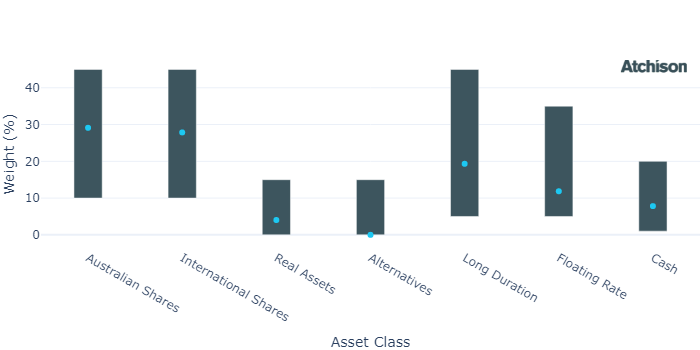 Atchison
Weight (%)
40
30
20
10
0
Australian Shares
International Shares
Real Assets
Alternatives
Long Duration
Floating Rate
Cash
Asset Class